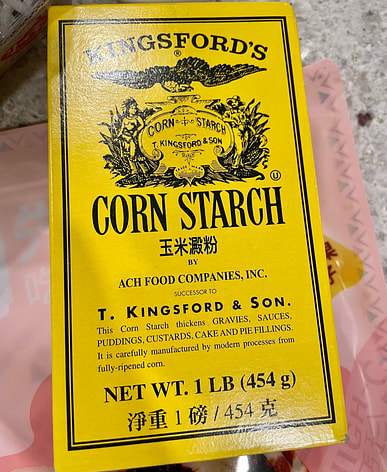 KINGSFORD'S
®
CORN STARCH
T. KINGSFORD & SON
U
CORN STARCH
玉米澱粉
BY
ACH FOOD COMPANIES, INC.
SUCCESSOR TO
T. KINGSFORD & SON.
This Corn Starch thickens GRAVIES, SAUCES,
PUDDINGS, CUSTARDS, CAKE AND PIE FILLINGS.
It is carefully manufactured by modern processes from
fully-ripened corn.
NET WT. 1 LB (454 g)
淨重 1 磅 / 454 克